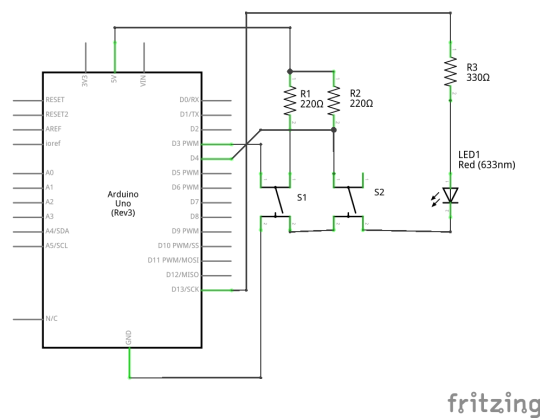 3V3
5V
VIN
RESET
RESET2
AREF
ioref
A0
A1
A2
A3
A4/SDA
A5/SCL
N/C
D0/RX
D1/TX
D2
D3 PWM
D4
D5 PWM
D6 PWM
D7
D8
D9 PWM
D10 PWM/SS
D11 PWM/MOSI
D12/MISO
D13/SCK
Arduino
Uno
(Rev3)
GND
R1
220Ω
R2
220Ω
R3
330Ω
LED1
Red (633nm)
S1
S2
fritzing